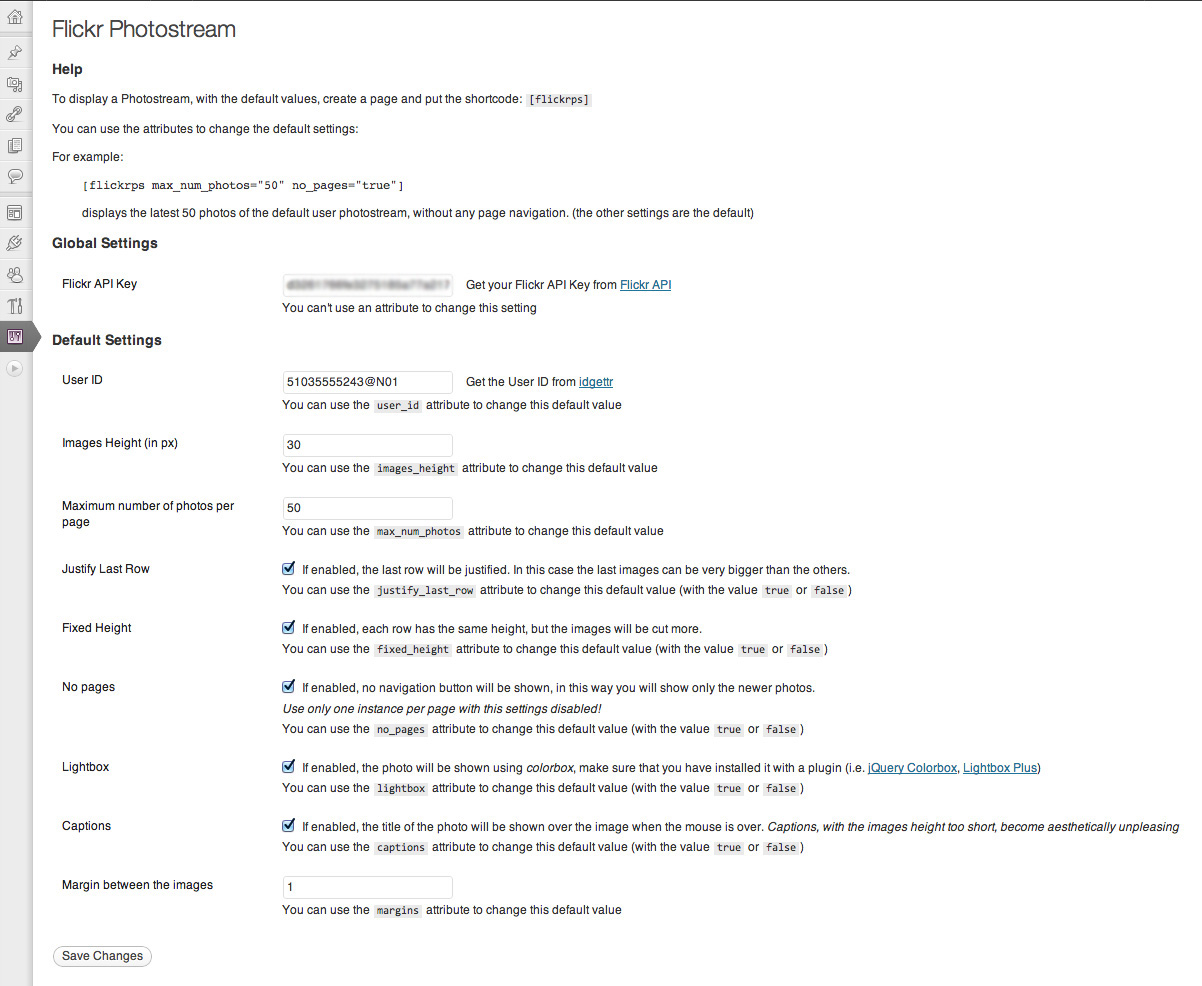 Flickr Photostream
Help
To display a Photostream, with the default values, create a page and put the shortcode: [flickrps]
You can use the attributes to change the default settings:
For example:
[flickrps max_num_photos="50" no_pages="true"]
displays the latest 50 photos of the default user photostream, without any page navigation. (the other settings are the default)
Global Settings
Flickr API Key
Get your Flickr API Key from Flickr API
You can't use an attribute to change this setting
Default Settings
User ID
51035555243@N01 Get the User ID from idgettr
You can use the user_id attribute to change this default value
Images Height (in px)
30
You can use the images_height attribute to change this default value
Maximum number of photos per
page
50
You can use the max_num_photos attribute to change this default value
Justify Last Row
If enabled, the last row will be justified. In this case the last images can be very bigger than the others.
You can use the justify_last_row attribute to change this default value (with the value true or false )
Fixed Height
If enabled, each row has the same height, but the images will be cut more.
You can use the fixed_height attribute to change this default value (with the value true or false )
No pages
If enabled, no navigation button will be shown, in this way you will show only the newer photos.
Use only one instance per page with this settings disabled!
You can use the no_pages attribute to change this default value (with the value true or false )
Lightbox
If enabled, the photo will be shown using colorbox, make sure that you have installed it with a plugin (i.e. jQuery Colorbox, Lightbox Plus)
You can use the lightbox attribute to change this default value (with the value true or false )
Captions
If enabled, the title of the photo will be shown over the image when the mouse is over. Captions, with the images height too short, become aesthetically unpleasing
You can use the captions attribute to change this default value (with the value true or false )
Margin between the images
1
You can use the margins attribute to change this default value
Save Changes